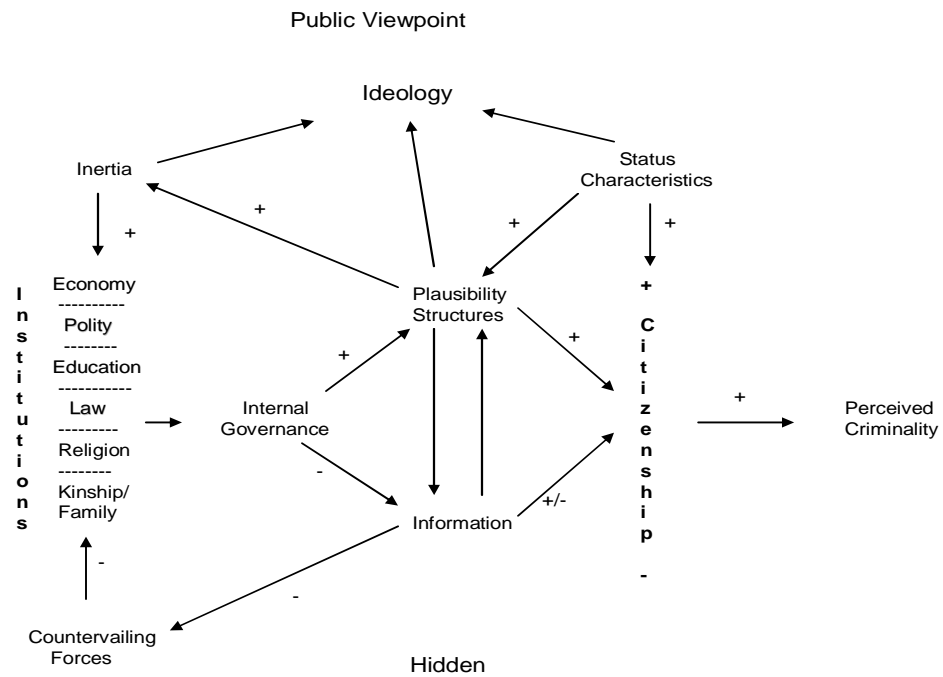 Public Viewpoint
Ideology
Inertia
Status
Characteristics
+
+
+
+
Institutions
Economy
----------
Polity
--------
Education
-----------
Law
---------
Religion
--------
Kinship/
Family
Plausibility
Structures
+
+
+ Citizenship -
Internal
Governance
-
+
Perceived
Criminality
Information
+/-
-
-
Countervailing
Forces
Hidden